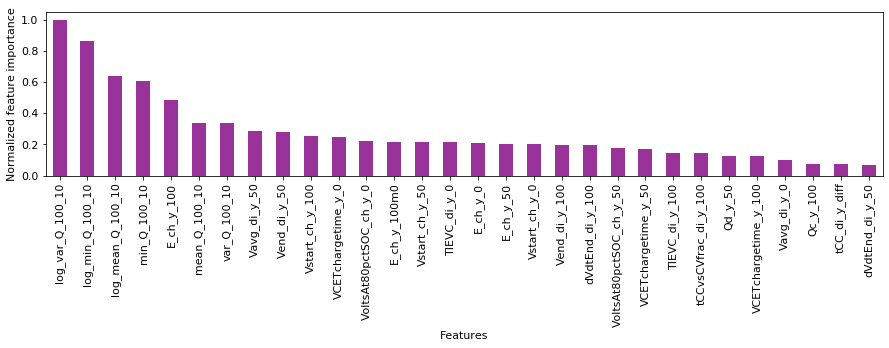 Normalized feature importance
1.0
0.8
0.6
0.4
0.2
0.0
log_var_Q_100_10
log_min_Q_100_10
log_mean_Q_100_10
min_Q_100_10
E_ch_y_100
mean_Q_100_10
var_Q_100_10
Vavg_di_y_50
Vend_di_y_50
Vstart_ch_y_100
VCETchargetime_y_0
VoltsAt80pctSOC_ch_y_0
E_ch_y_100m0
Vstart_ch_y_50
TIEVC_di_y_0
E_ch_y_0
E_ch_y_50
Vstart_ch_y_0
Vend_di_y_100
dVdtEnd_di_y_100
VoltsAt80pctSOC_ch_y_50
VCETchargetime_y_50
TIEVC_di_y_100
tCCvsCVfrac_di_y_100
Qd_y_50
VCETchargetime_y_100
Vavg_di_y_0
Qc_y_100
tCC_di_y_diff
dVdtEnd_di_y_50
Features